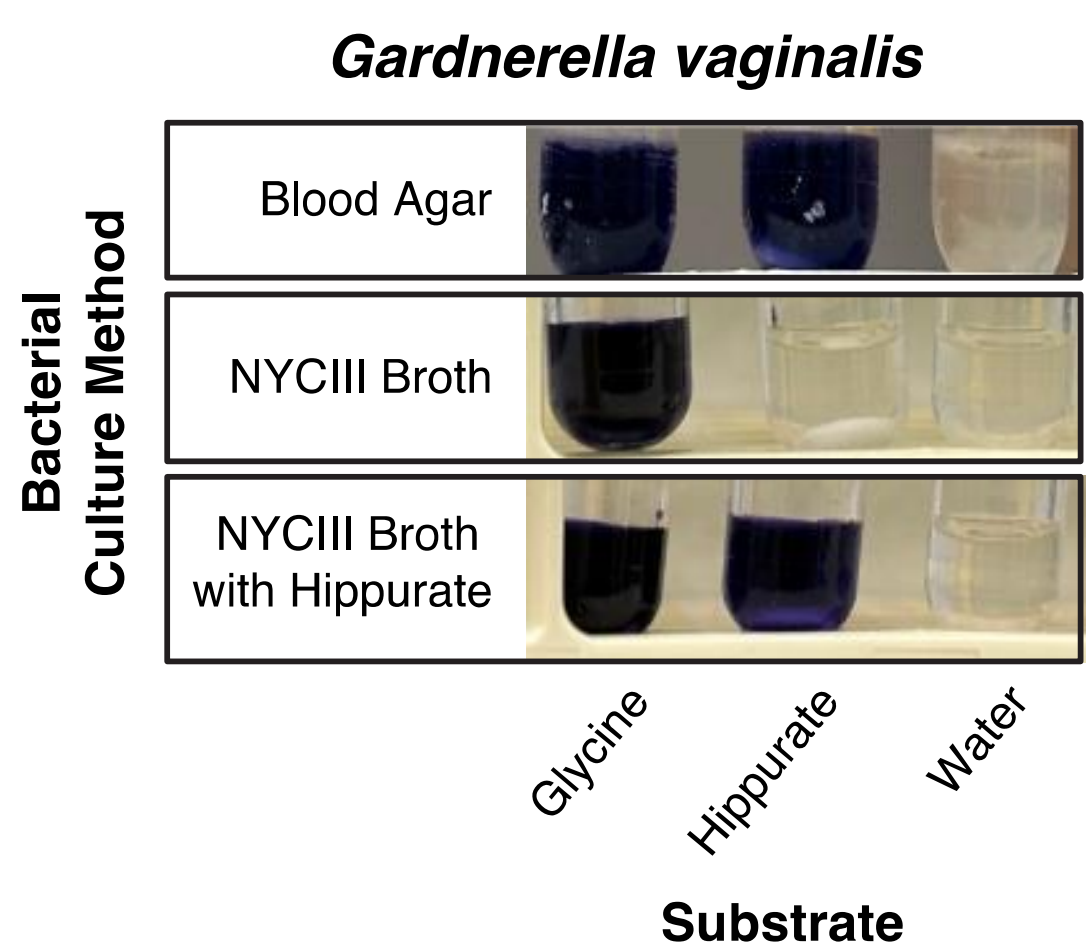 Gardnerella vaginalis
Bacterial
Culture Method
Blood Agar
NYCIII Broth
NYCIII Broth
with Hippurate
Glycine
Hippurate
Water
Substrate